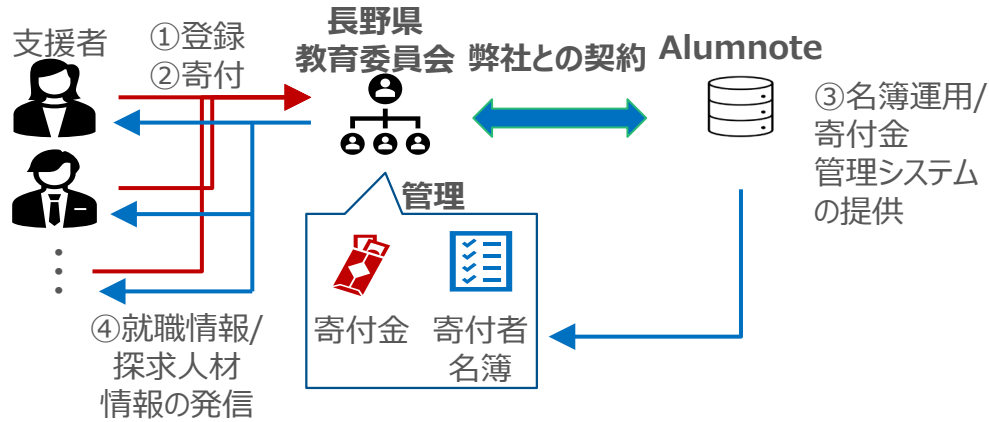 支援者
①登録
②寄付
長野県
教育委員会
弊社との契約
Alumnote
③名簿運用/
寄付金
管理システム
の提供
管理
寄付金
寄付者
名簿
④就職情報/
探求人材
情報の発信